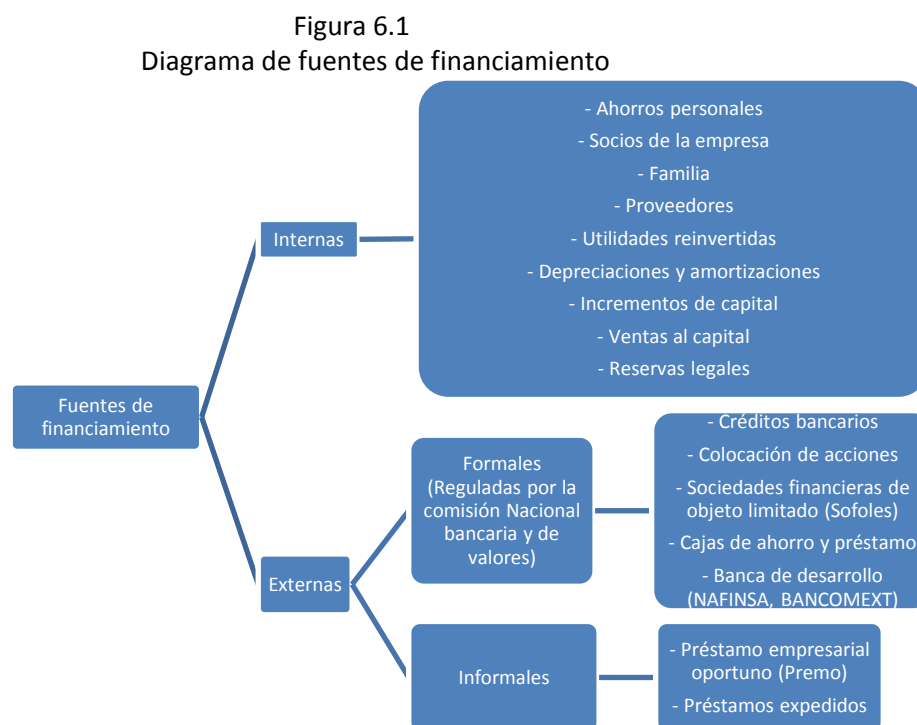 Figura 6.1
Diagrama de fuentes de financiamiento
- Ahorros personales
- Socios de la empresa
- Familia
- Proveedores
- Utilidades reinvertidas
- Depreciaciones y amortizaciones
- Incrementos de capital
- Ventas al capital
- Reservas legales
Internas
Fuentes de
financiamiento
Externas
Formales
(Reguladas por la
comisión Nacional
bancaria y de
valores)
- Créditos bancarios
- Colocación de acciones
- Sociedades financieras de
objeto limitado (Sofoles)
- Cajas de ahorro y préstamo
- Banca de desarrollo
(NAFINSA, BANCOMEXT)
Informales
- Préstamo empresarial
oportuno (Premo)
- Préstamos expedidos